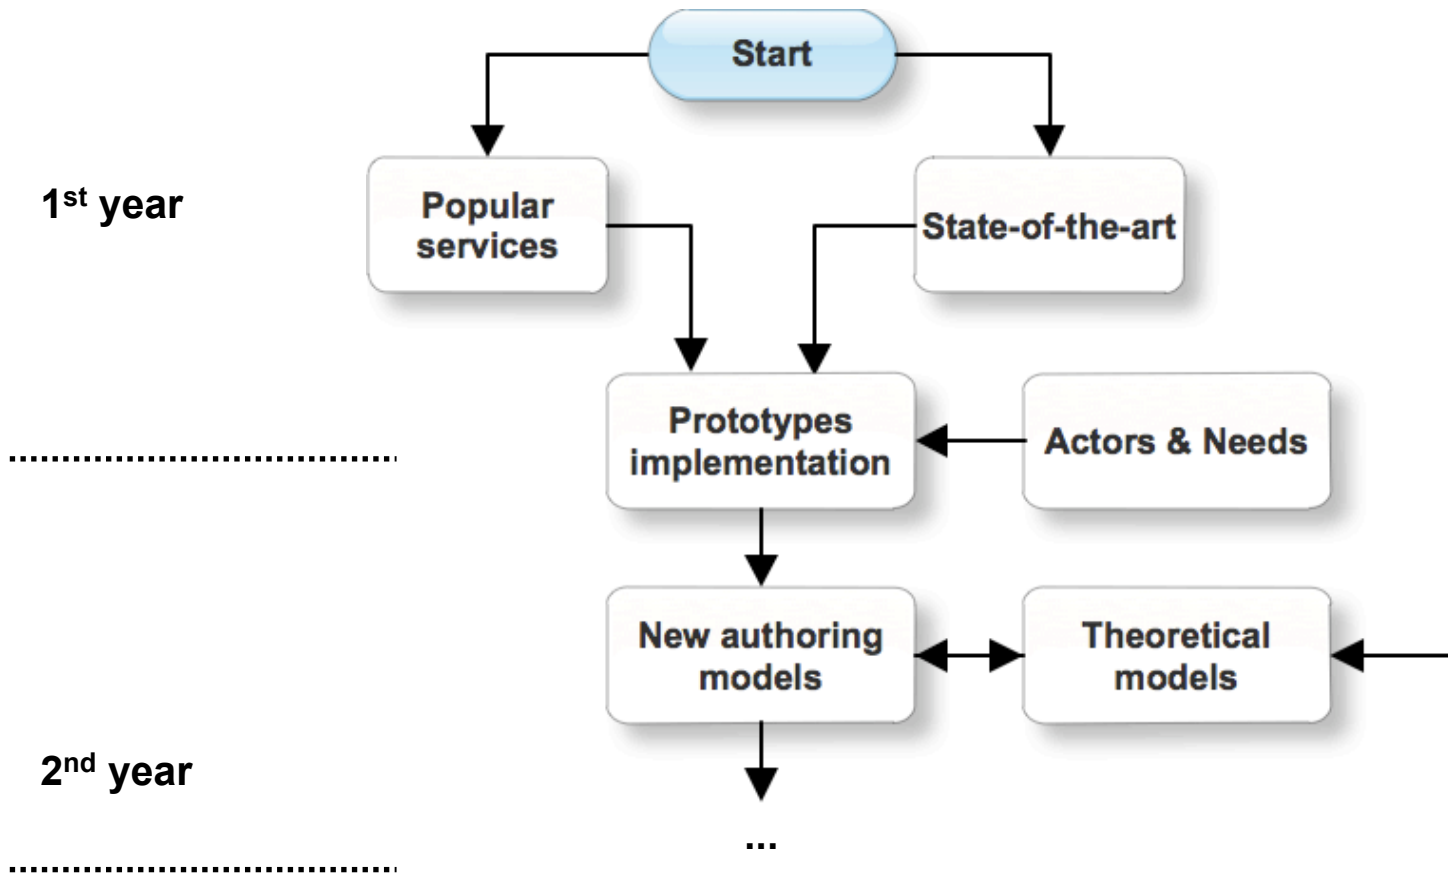 Start
1st year
Popular
services
State-of-the-art
Prototypes
implementation
Actors & Needs
New authoring
models
Theoretical
models
2nd year
...